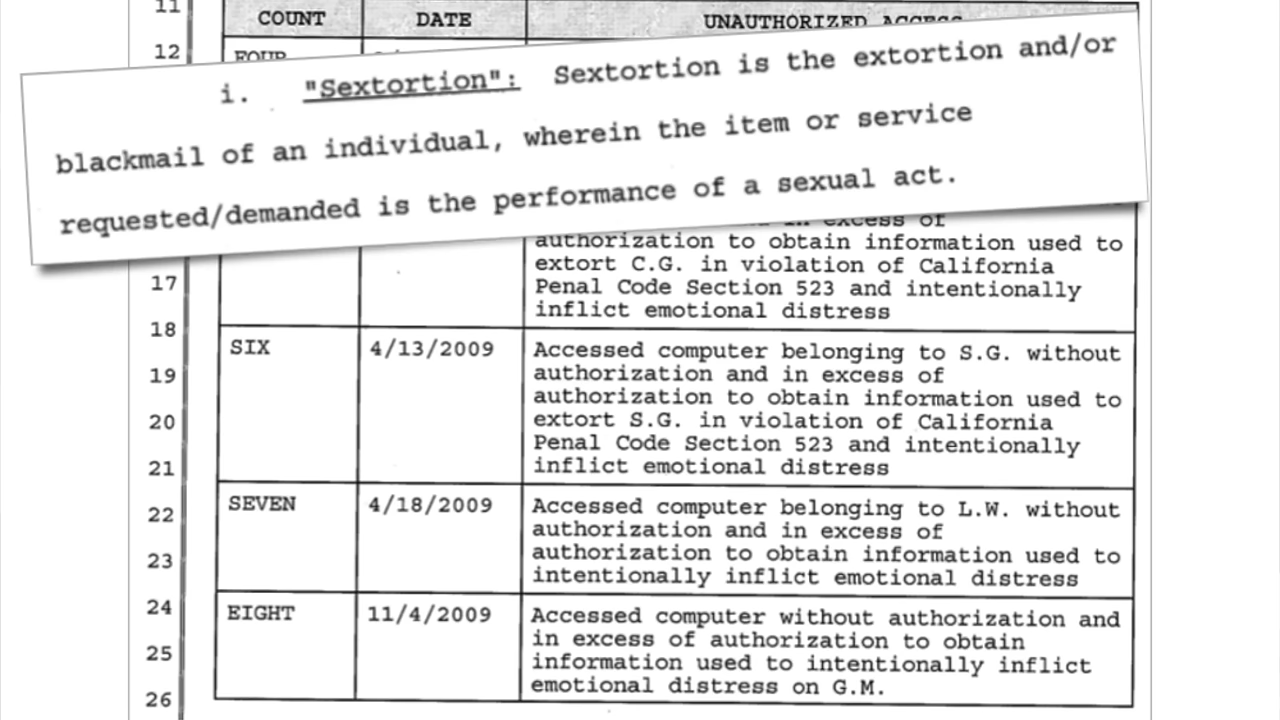 11
COUNT DATE UNAUTHORIZED ACCESS
12 FOUR
i. "Sextortion": Sextortion is the extortion and/or
blackmail of an individual, wherein the item or service
requested/demanded is the performance of a sexual act.
in excess of
authorization to obtain information used to
extort C.G. in violation of California
17
Penal Code Section 523 and intentionally
inflict emotional distress
18
SIX 4/13/2009 Accessed computer belonging to S.G. without
19 authorization and in excess of
authorization to obtain information used to
20 extort S.G. in violation of California
Penal Code Section 523 and intentionally
21 inflict emotional distress
SEVEN 4/18/2009 Accessed computer belonging to L.W. without
22
authorization and in excess of
23 authorization to obtain information used to
intentionally inflict emotional distress
24
EIGHT 11/4/2009 Accessed computer without authorization and
in excess of authorization to obtain
25 information used to intentionally inflict
emotional distress on G.M.
26